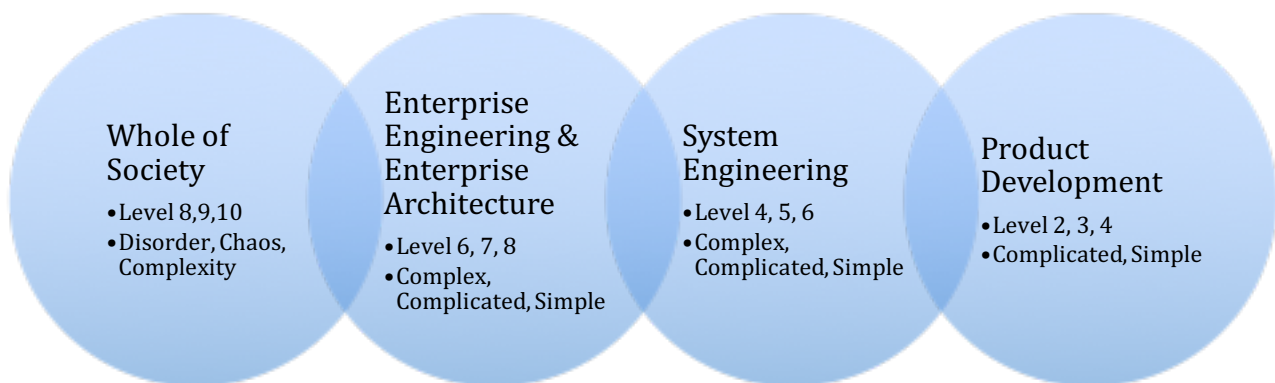 Whole of
Society
•Level 8,9,10
•Disorder, Chaos,
Complexity
Enterprise
Engineering &
Enterprise
Architecture
•Level 6, 7, 8
•Complex,
Complicated, Simple
System
Engineering
•Level 4, 5, 6
•Complex,
Complicated, Simple
Product
Development
•Level 2, 3, 4
•Complicated, Simple